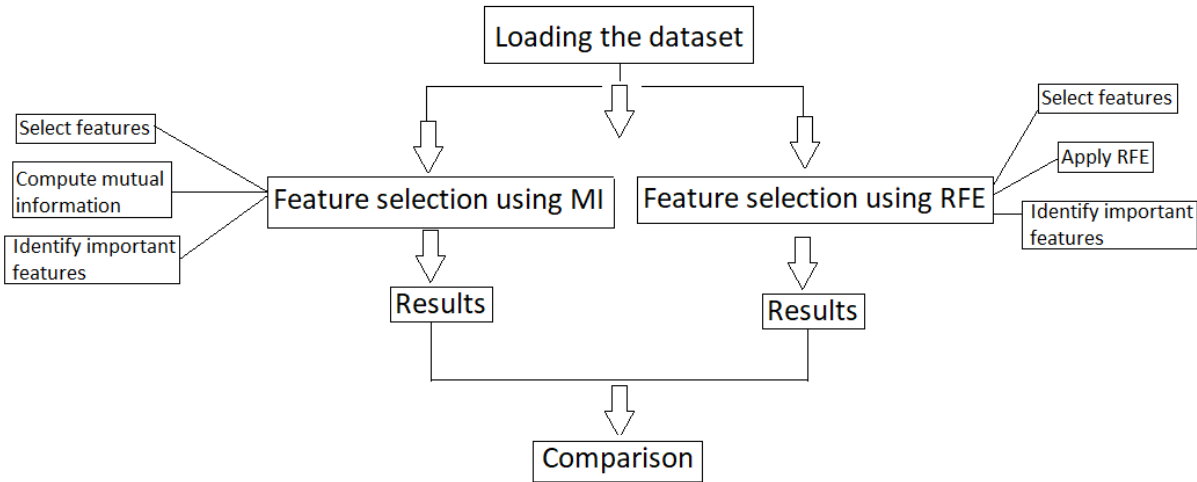 Loading the dataset
Select features
Compute mutual
information
Identify important
features
Feature selection using MI
Feature selection using RFE
Select features
Apply RFE
Identify important
features
Results
Results
Comparison